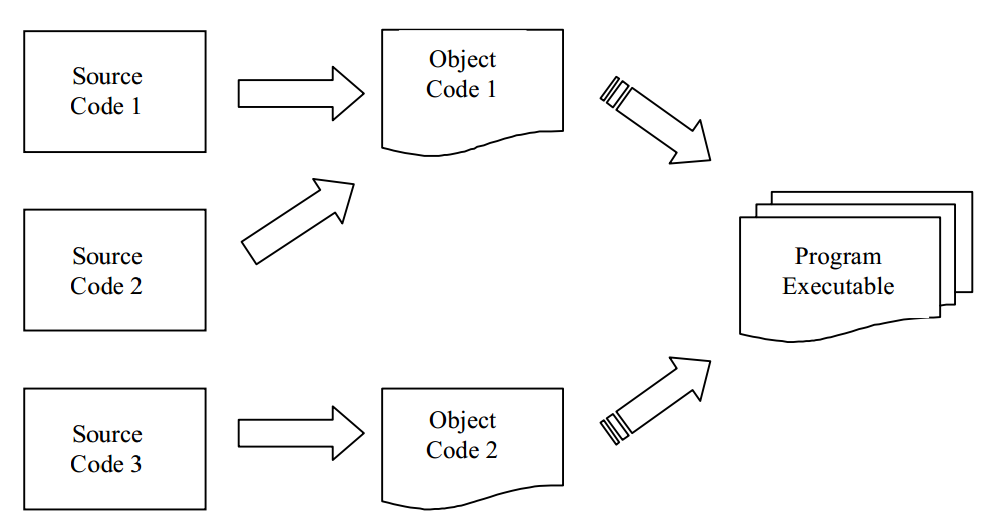 Source
Code 1
Object
Code 1
Source
Code 2
Program
Executable
Source
Code 3
Object
Code 2